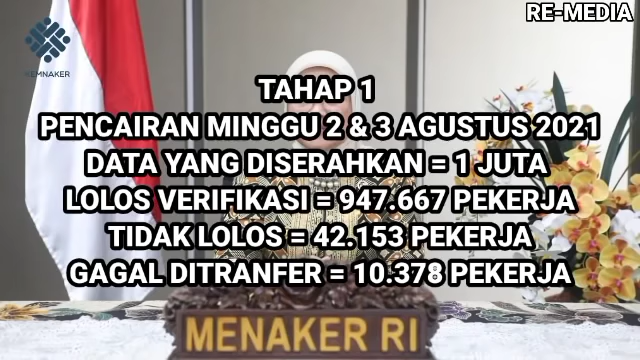 RE-MEDIA
KEMNAKER
TAHAP 1
PENCAIRAN MINGGU 2 & 3 AGUSTUS 2021
DATA YANG DISERAHKAN = 1 JUTA
LOLOS VERIFIKASI = 947.667 PEKERJA
TIDAK LOLOS = 42.153 PEKERJA
GAGAL DITRANFER = 10.378 PEKERJA
MENAKER RI